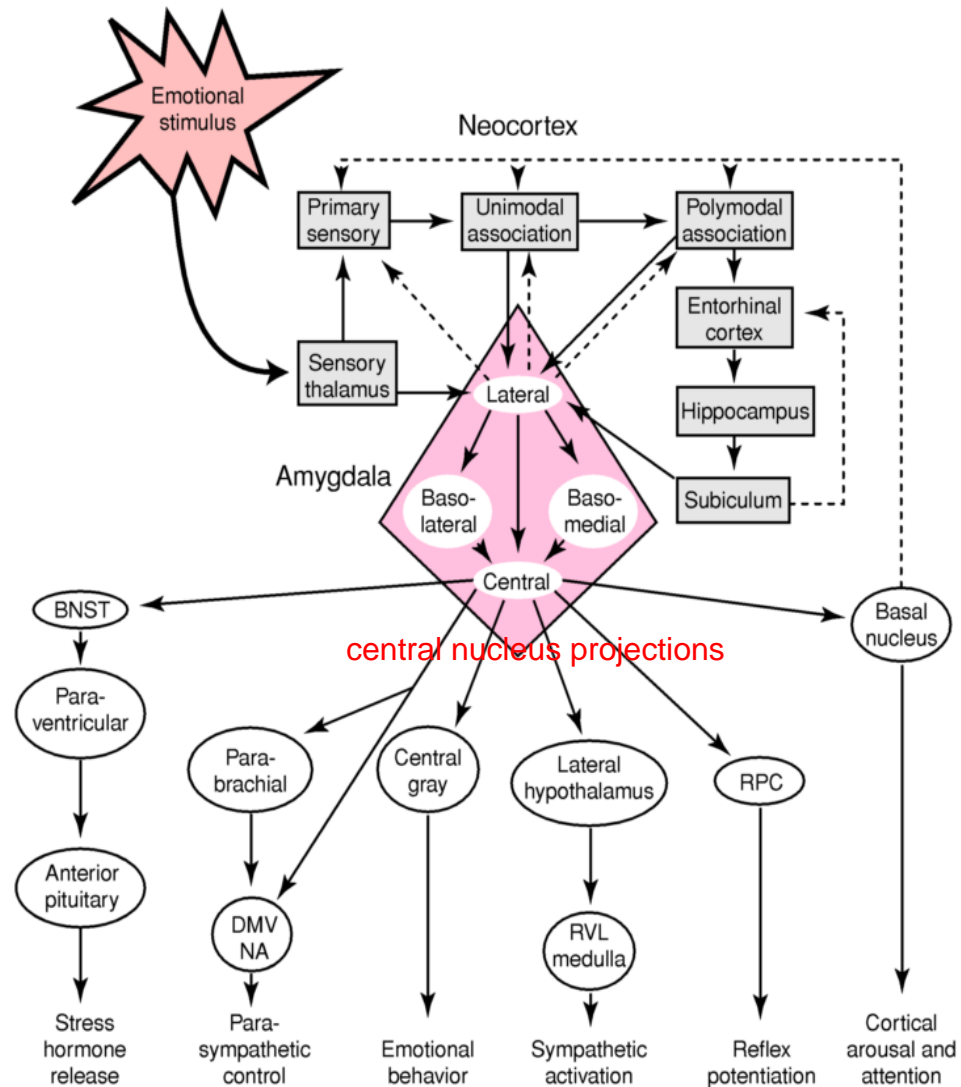 Emotional
stimulus
Neocortex
Primary
sensory
Unimodal
association
Polymodal
association
Entorhinal
cortex
Sensory
thalamus
Lateral
Hippocampus
Amygdala
Baso-
lateral
Baso-
medial
Subiculum
Central
BNST
Basal
nucleus
central nucleus projections
Para-
ventricular
Para-
brachial
Central
gray
Lateral
hypothalamus
RPC
Anterior
pituitary
DMV
NA
RVL
medulla
Stress
hormone
release
Para-
sympathetic
control
Emotional
behavior
Sympathetic
activation
Reflex
potentiation
Cortical
arousal and
attention